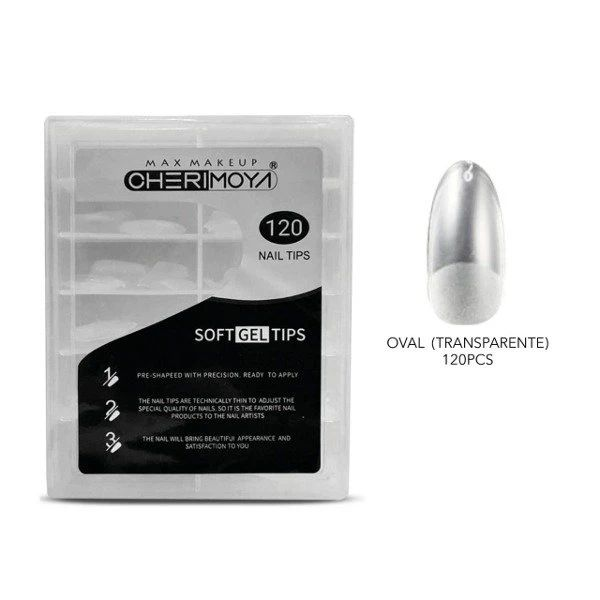 MAX MAKEUP
CHERIMOYA®
120
NAIL TIPS
SOFT GEL TIPS
1
PRE-SHAPEED WITH PRECISION, READY TO APPLY
2
THE NAIL TIPS ARE TECHNICALLY THIN TO ADJUST THE
SPECIAL QUALITY OF NAILS. SO IT IS THE FAVORITE NAIL
PRODUCTS TO THE NAIL ARTISTS
3
THE NAIL WILL BRING BEAUTIFUL APPEARANCE AND
SATISFACTION TO YOU
OVAL (TRANSPARENTE)
120PCS